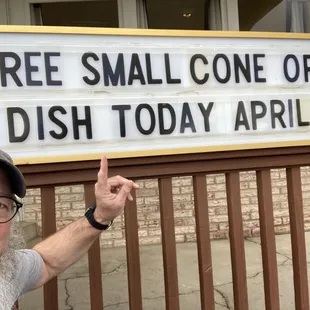 REE SMALL CONE OR
DISH TODAY APRIL